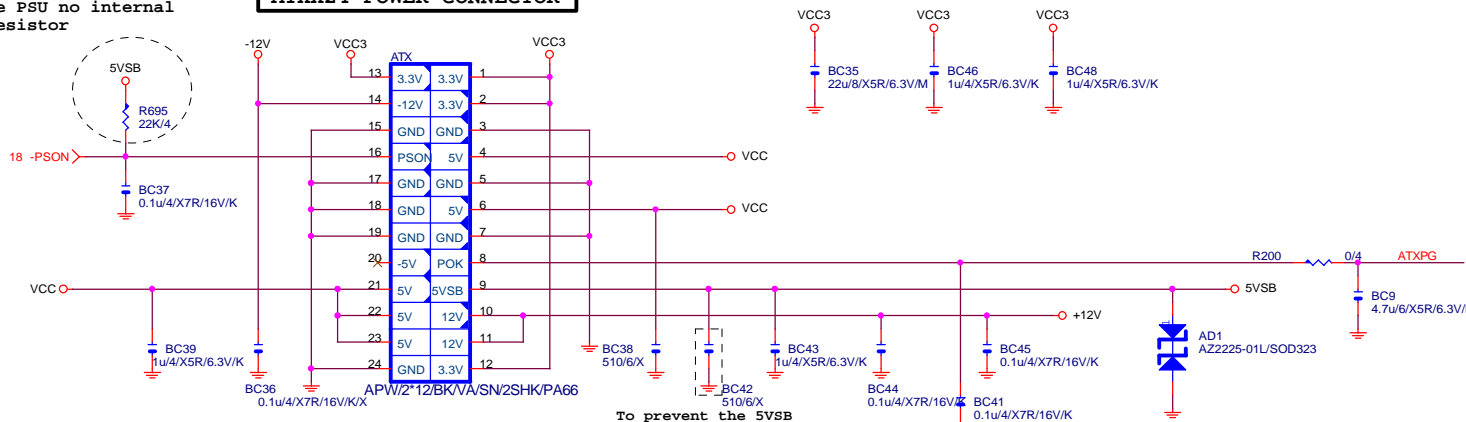 e PSU no internal
esistor
5VSB
R695
22K/4
18 -PSON
BC37
0.1u/4/X7R/16V/K
-12V
VCC3
ATX
VCC3
13 3.3V 3.3V 1
14 -12V 3.3V 2
15 GND GND 3
16 PSON 5V 4
17 GND GND 5
18 GND 5V 6
19 GND GND 7
20 -5V POK 8
21 5V 5VSB 9
22 5V 12V 10
23 5V 12V 11
24 GND 3.3V 12
APW/2*12/BK/VA/SN/2SHK/PA66
VCC
BC39
1u/4/X5R/6.3V/K
BC36
0.1u/4/X7R/16V/K/X
VCC3
BC35
22u/8/X5R/6.3V/M
VCC3
BC46
1u/4/X5R/6.3V/K
VCC3
BC48
1u/4/X5R/6.3V/K
VCC
VCC
R200
0/4
ATXPG
BC9
4.7u/6/X5R/6.3V/
5VSB
+12V
BC38
510/6/X
BC42
510/6/X
BC43
1u/4/X5R/6.3V/K
BC44
0.1u/4/X7R/16V/K
BC45
0.1u/4/X7R/16V/K
BC41
0.1u/4/X7R/16V/K
1
AD1
AZ2225-01L/SOD323
To prevent the 5VSB